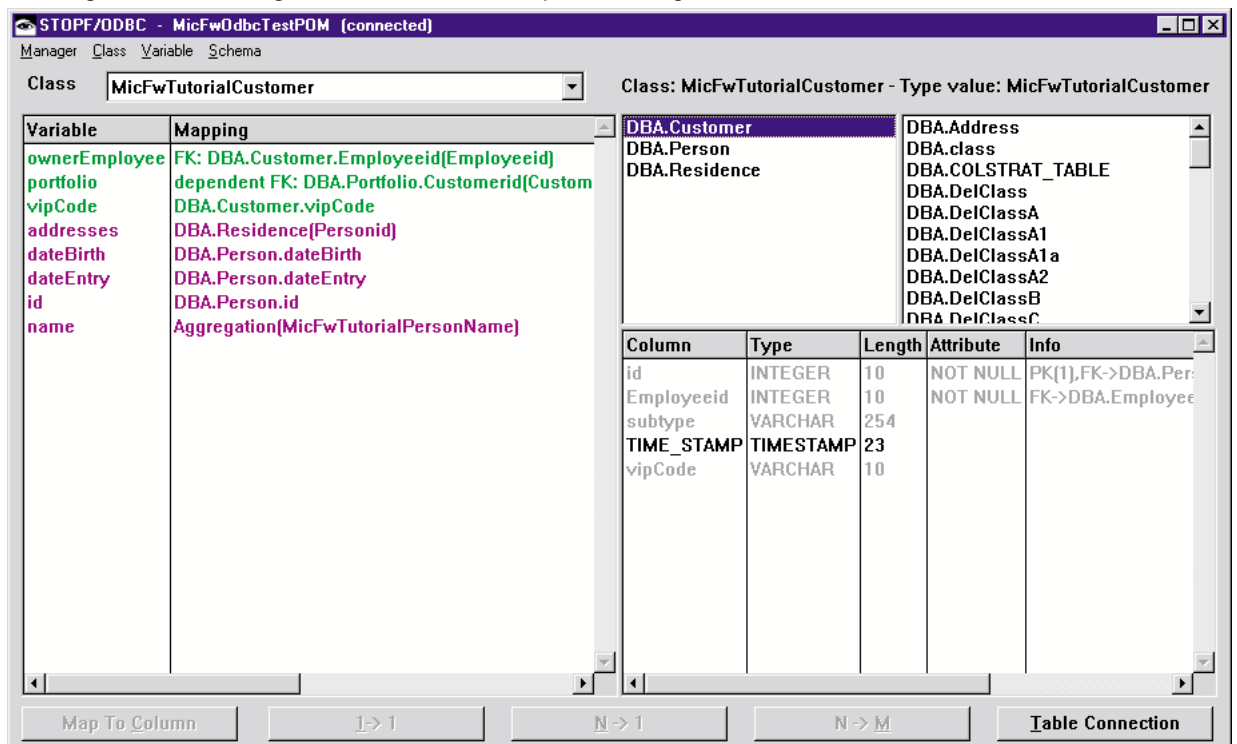 STOPF/ODBC - MicFwOdbcTestPOM (connected)
Manager Class Variable Schema
Class MicFwTutorialCustomer
Class: MicFwTutorialCustomer - Type value: MicFwTutorialCustomer
Variable Mapping
ownerEmployee FK: DBA.Customer.Employeeid(Employeeid)
portfolio dependent FK: DBA.Portfolio.Customerid(Custom
vipCode DBA.Customer.vipCode
addresses DBA.Residence(Personid)
dateBirth DBA.Person.dateBirth
dateEntry DBA.Person.dateEntry
id DBA.Person.id
name Aggregation(MicFwTutorialPersonName)
DBA.Customer
DBA.Person
DBA.Residence
DBA.Address
DBA.class
DBA.COLSTRAT_TABLE
DBA.DelClass
DBA.DelClassA
DBA.DelClassA1
DBA.DelClassA1a
DBA.DelClassA2
DBA.DelClassB
DBA.DelClassC
Column Type Length Attribute Info
id INTEGER 10 NOT NULL PK(1),FK->DBA.Per
Employeeid INTEGER 10 NOT NULL FK->DBA.Employee
subtype VARCHAR 254
TIME_STAMP TIMESTAMP 23
vipCode VARCHAR 10
Map To Column 1-> 1 N -> 1 N -> M Table Connection